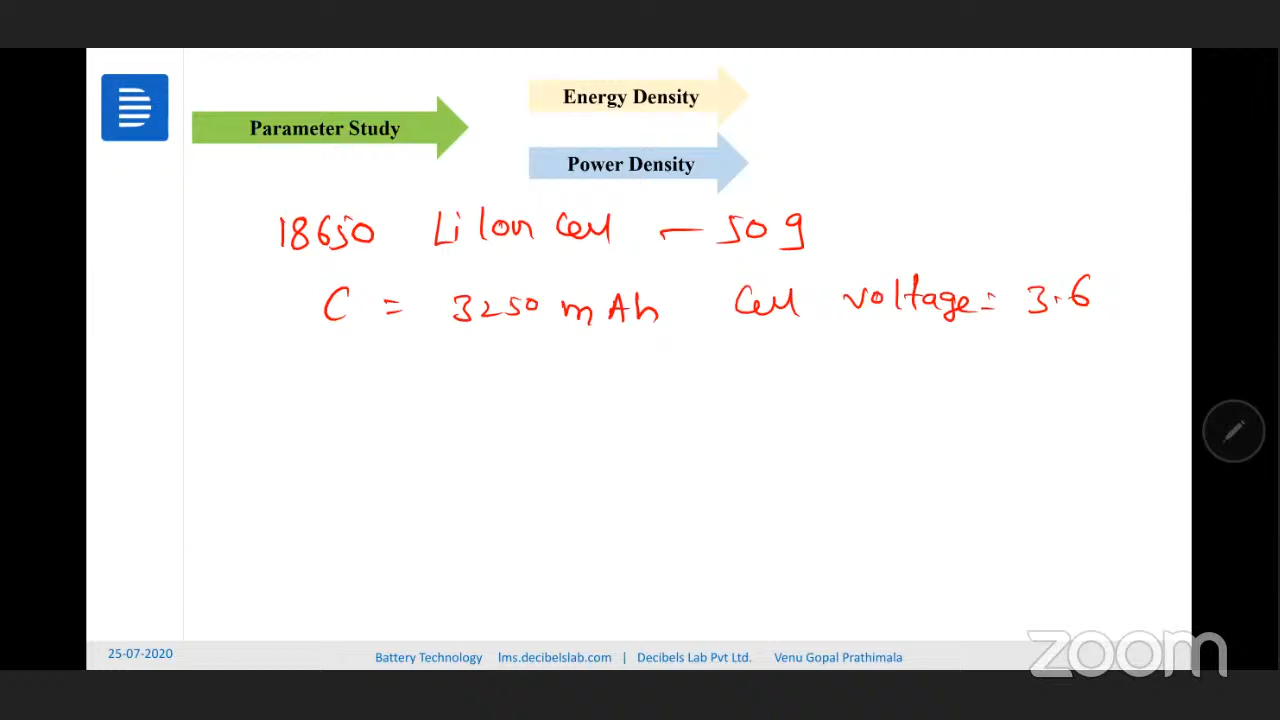 Energy Density
Parameter Study
Power Density
18650 Li Ion Cell — 50 g
C = 3250 mAh Cell voltage = 3.6
25-07-2020
Battery Technology lms.decibelslab.com | Decibels Lab Pvt Ltd. Venu Gopal Prathimala
zoom